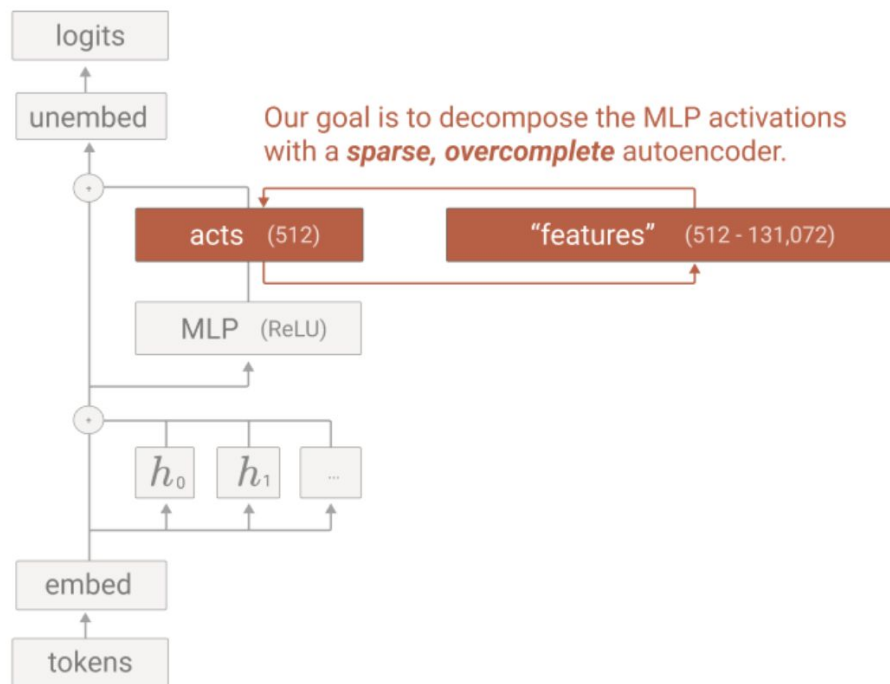 logits
unembed
Our goal is to decompose the MLP activations
with a sparse, overcomplete autoencoder.
+
acts (512)
“features” (512 - 131,072)
MLP (ReLU)
+
h₀
h₁
...
embed
tokens